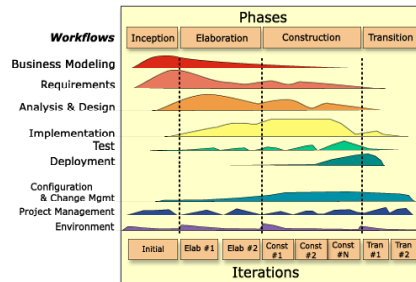 Phases
Workflows
Inception Elaboration Construction Transition
Business Modeling
Requirements
Analysis & Design
Implementation
Test
Deployment
Configuration
& Change Mgmt
Project Management
Environment
Initial Elab #1 Elab #2 Const #1 Const #2 Const #N Tran #1 Tran #2
Iterations